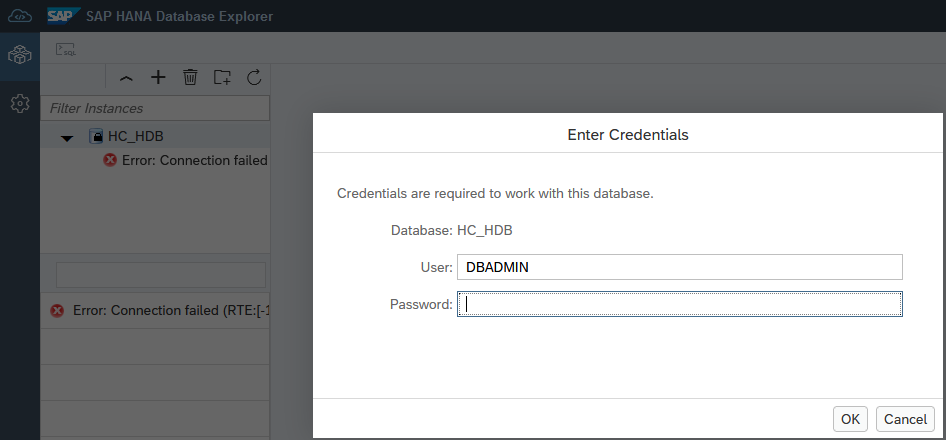 SAP SAP HANA Database Explorer
SQL
Filter Instances
HC_HDB
Error: Connection failed
Error: Connection failed (RTE:[-1
Enter Credentials
Credentials are required to work with this database.
Database: HC_HDB
User: DBADMIN
Password:
OK Cancel